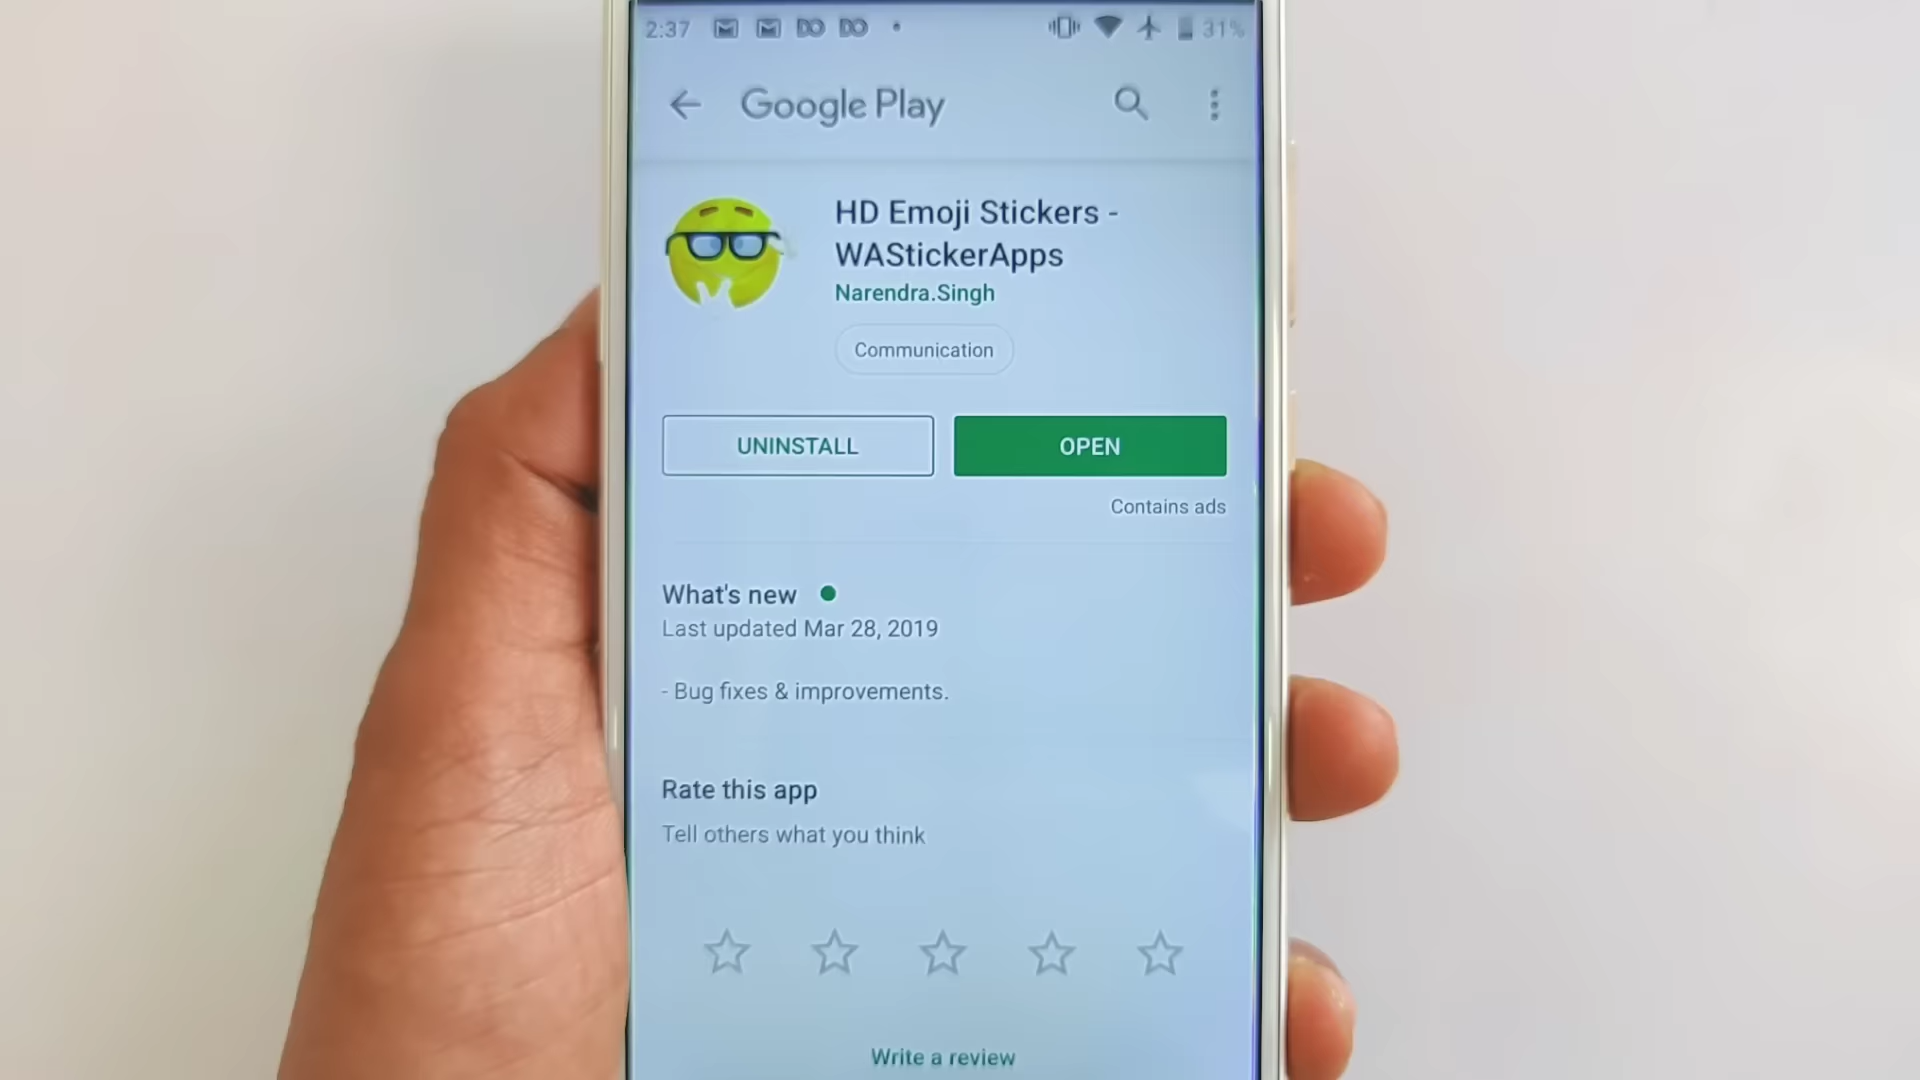 2:37 31%
Google Play
HD Emoji Stickers -
WAStickerApps
Narendra.Singh
Communication
UNINSTALL OPEN
Contains ads
What's new
Last updated Mar 28, 2019
- Bug fixes & improvements.
Rate this app
Tell others what you think
Write a review